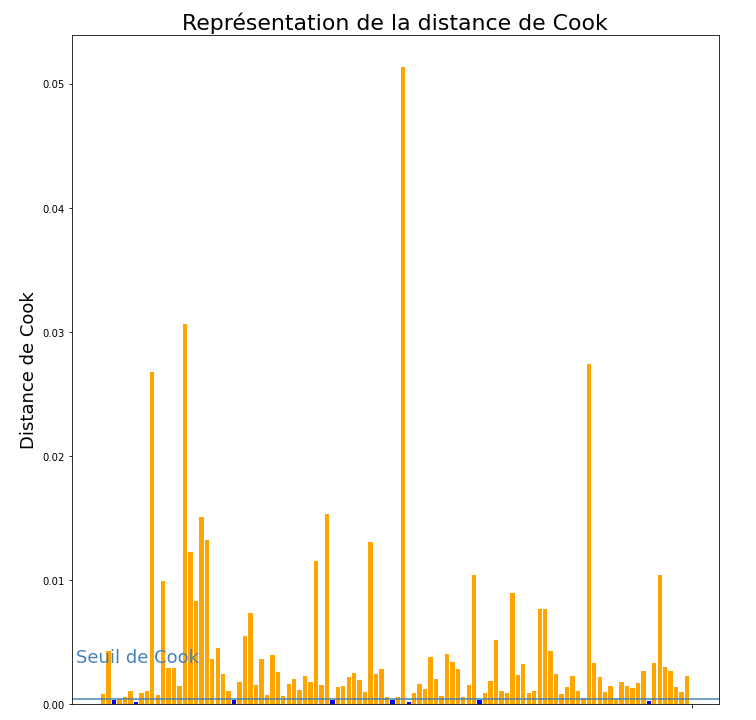 Représentation de la distance de Cook
0.05
0.04
0.03
0.02
0.01
0.00
Distance de Cook
Seuil de Cook